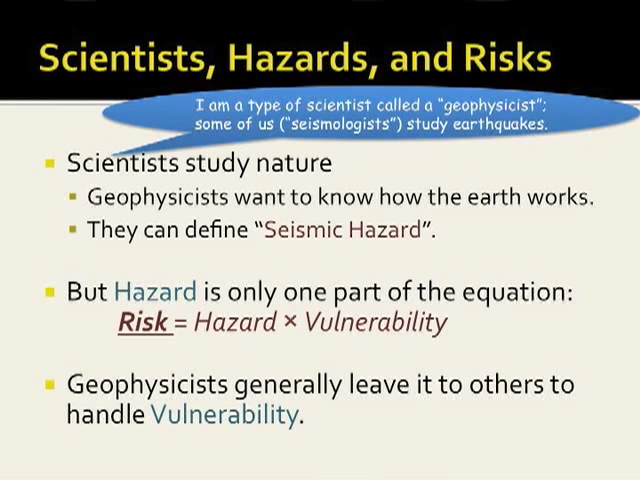 Scientists, Hazards, and Risks
I am a type of scientist called a “geophysicist”;
some of us (“seismologists”) study earthquakes.
Scientists study nature
Geophysicists want to know how the earth works.
They can define “Seismic Hazard”.
But Hazard is only one part of the equation:
Risk = Hazard × Vulnerability
Geophysicists generally leave it to others to
handle Vulnerability.